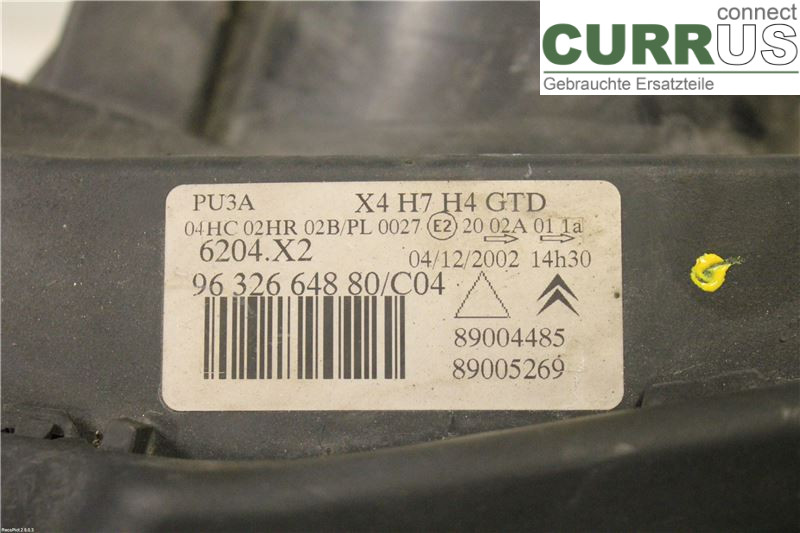 connect
CURRUS
Gebrauchte Ersatzteile
PU3A X4 H7 H4 GTD
04HC 02HR 02B/PL 0027 E2 20 02A 01 1a
6204.X2 04/12/2002 14h30
96 326 648 80/C04
89004485
89005269